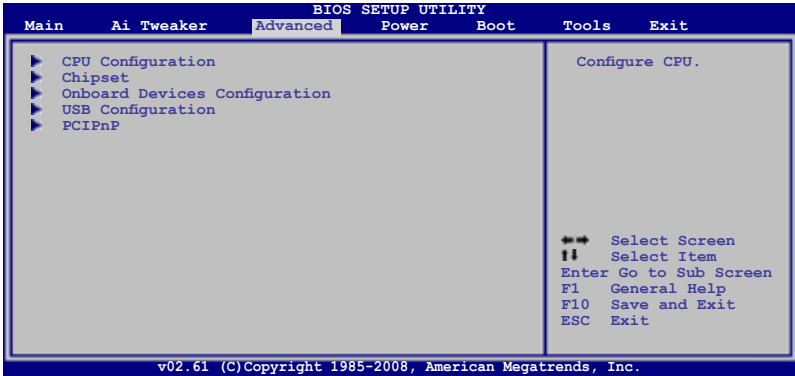 BIOS SETUP UTILITY
Main Ai Tweaker Advanced Power Boot Tools Exit
CPU Configuration
Chipset
Onboard Devices Configuration
USB Configuration
PCIPnP
Configure CPU.
Select Screen
Select Item
Enter Go to Sub Screen
F1 General Help
F10 Save and Exit
ESC Exit
v02.61 (C)Copyright 1985-2008, American Megatrends, Inc.